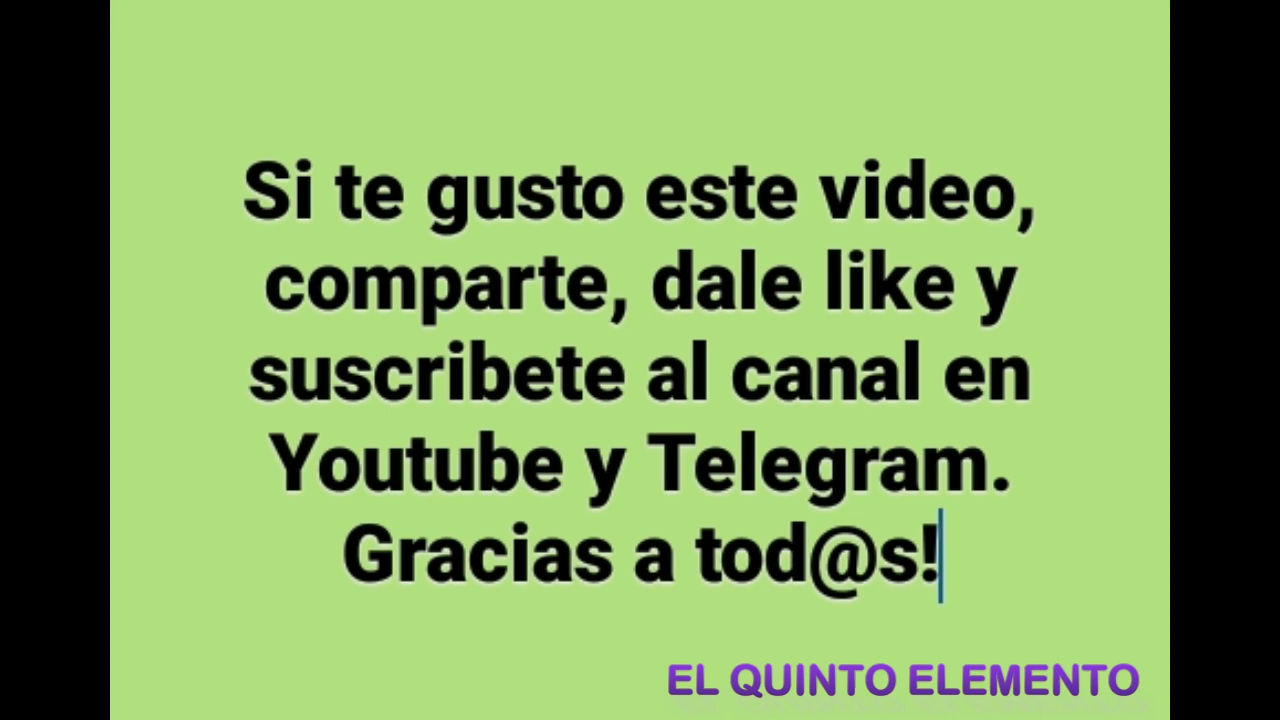 Si te gusto este video,
comparte, dale like y
suscribete al canal en
Youtube y Telegram.
Gracias a tod@s!
EL QUINTO ELEMENTO